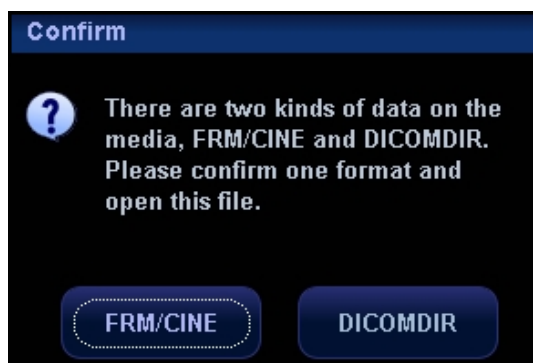 Confirm
There are two kinds of data on the
media, FRM/CINE and DICOMDIR.
Please confirm one format and
open this file.
FRM/CINE DICOMDIR